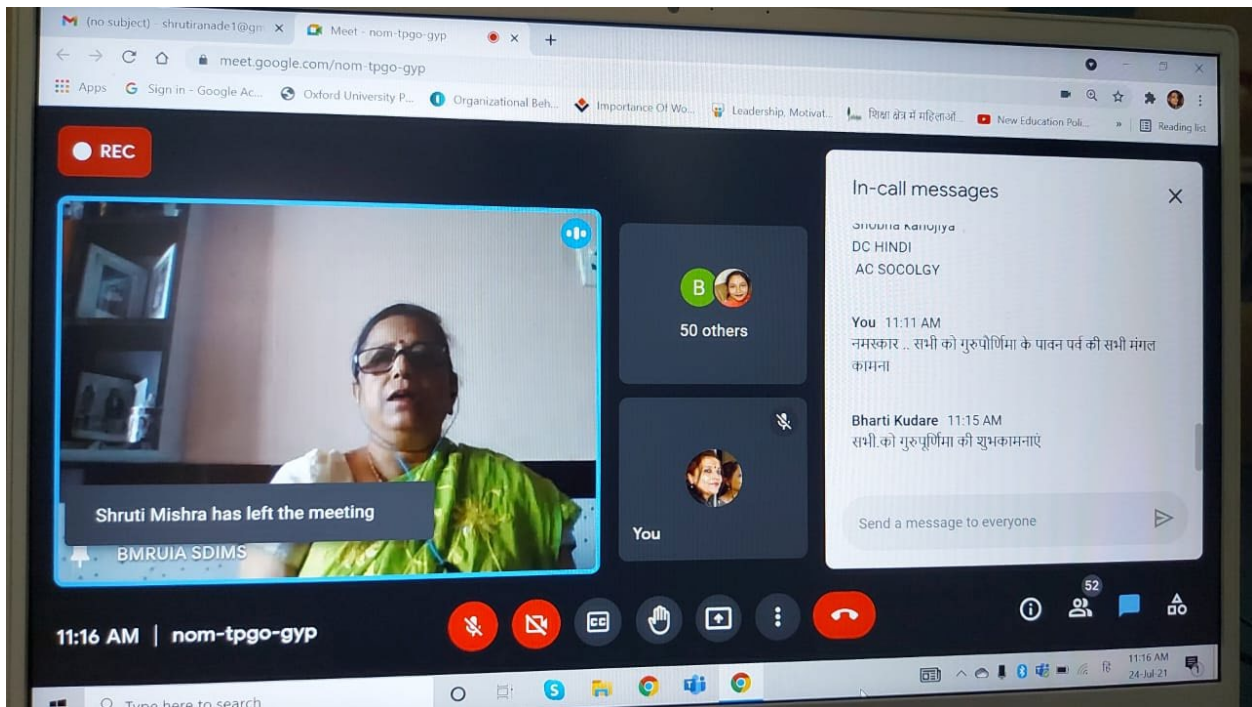 (no subject) - shrutiranade1@gm
Meet - nom-tpgo-gyp
meet.google.com/nom-tpgo-gyp
Apps
Sign in - Google Ac...
Oxford University P...
Organizational Beh...
Importance Of Wo...
Leadership, Motivat...
शिक्षा क्षेत्र में महिलाओं...
New Education Poli...
»
Reading list
REC
Shruti Mishra has left the meeting
BMRUIA SDIMS
B
50 others
You
In-call messages
Shobha Kanojiya
DC HINDI
AC SOCOLGY
You 11:11 AM
नमस्कार .. सभी को गुरुपौर्णिमा के पावन पर्व की सभी मंगल
कामना
Bharti Kudare 11:15 AM
सभी.को गुरुपूर्णिमा की शुभकामनाएं
Send a message to everyone
11:16 AM | nom-tpgo-gyp
CC
52
Type here to search
हि
11:16 AM
24-Jul-21